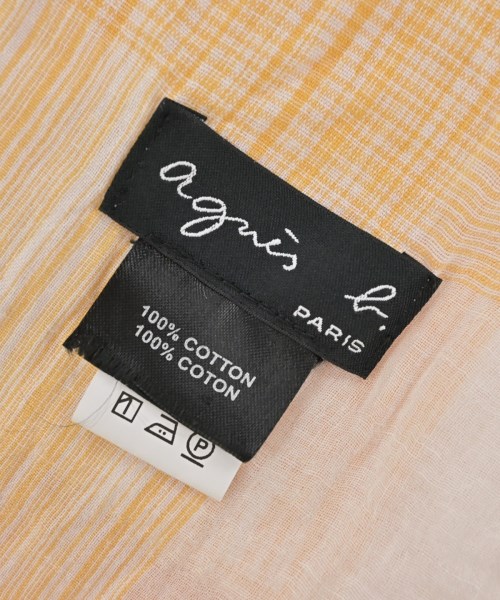 agnès b.
PARIS
100% COTTON
100% COTON
P